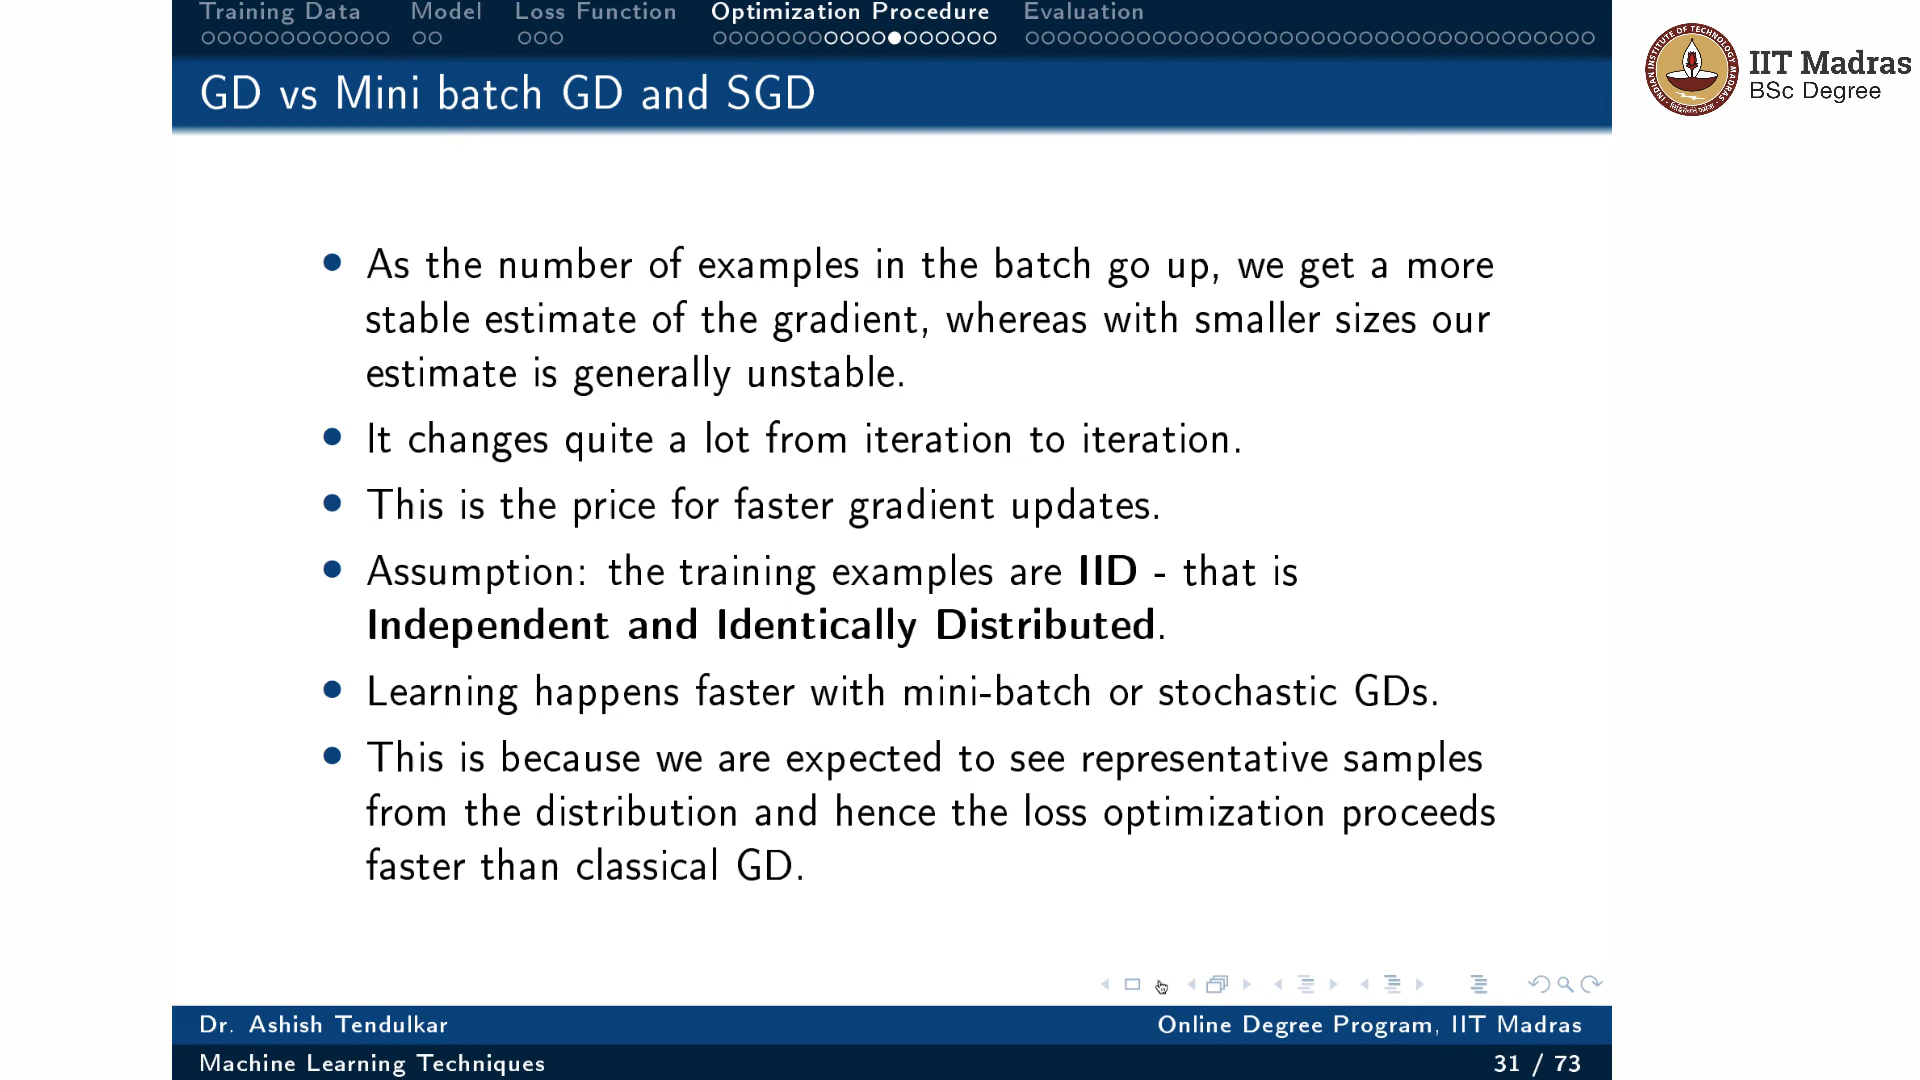 Training Data Model Loss Function Optimization Procedure Evaluation
GD vs Mini batch GD and SGD
IIT Madras
BSc Degree
• As the number of examples in the batch go up, we get a more
stable estimate of the gradient, whereas with smaller sizes our
estimate is generally unstable.
• It changes quite a lot from iteration to iteration.
• This is the price for faster gradient updates.
• Assumption: the training examples are IID - that is
Independent and Identically Distributed.
• Learning happens faster with mini-batch or stochastic GDs.
• This is because we are expected to see representative samples
from the distribution and hence the loss optimization proceeds
faster than classical GD.
Dr. Ashish Tendulkar Online Degree Program, IIT Madras
Machine Learning Techniques 31 / 73